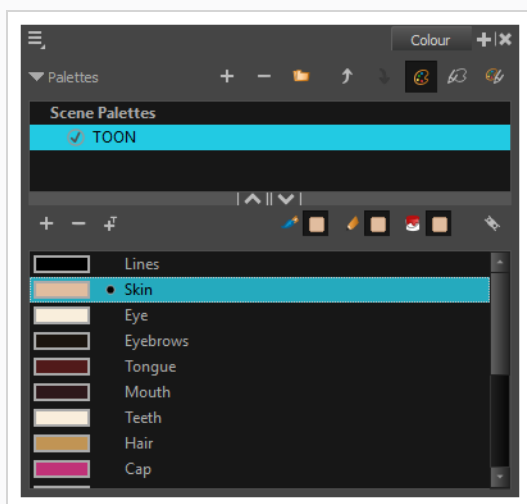 Colour
Palettes
Scene Palettes
TOON
Lines
Skin
Eye
Eyebrows
Tongue
Mouth
Teeth
Hair
Cap